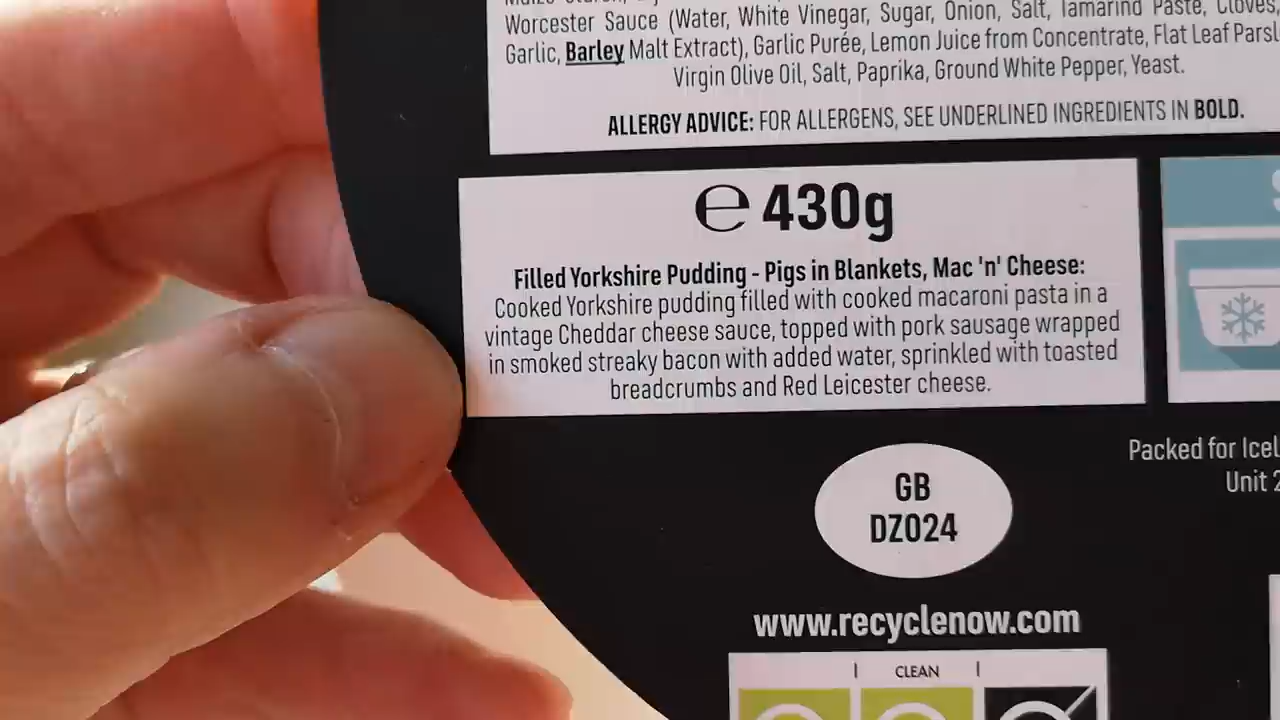 Worcester Sauce (Water, White Vinegar, Sugar, Onion, Salt, Tamarind Paste, Cloves,
Garlic, Barley Malt Extract), Garlic Purée, Lemon Juice from Concentrate, Flat Leaf
Virgin Olive Oil, Salt, Paprika, Ground White Pepper, Yeast.
ALLERGY ADVICE: FOR ALLERGENS, SEE UNDERLINED INGREDIENTS IN BOLD.
℮ 430g
Filled Yorkshire Pudding - Pigs in Blankets, Mac 'n' Cheese:
Cooked Yorkshire pudding filled with cooked macaroni pasta in a
vintage Cheddar cheese sauce, topped with pork sausage wrapped
in smoked streaky bacon with added water, sprinkled with toasted
breadcrumbs and Red Leicester cheese.
GB
DZ024
Packed for
Unit
www.recyclenow.com
CLEAN